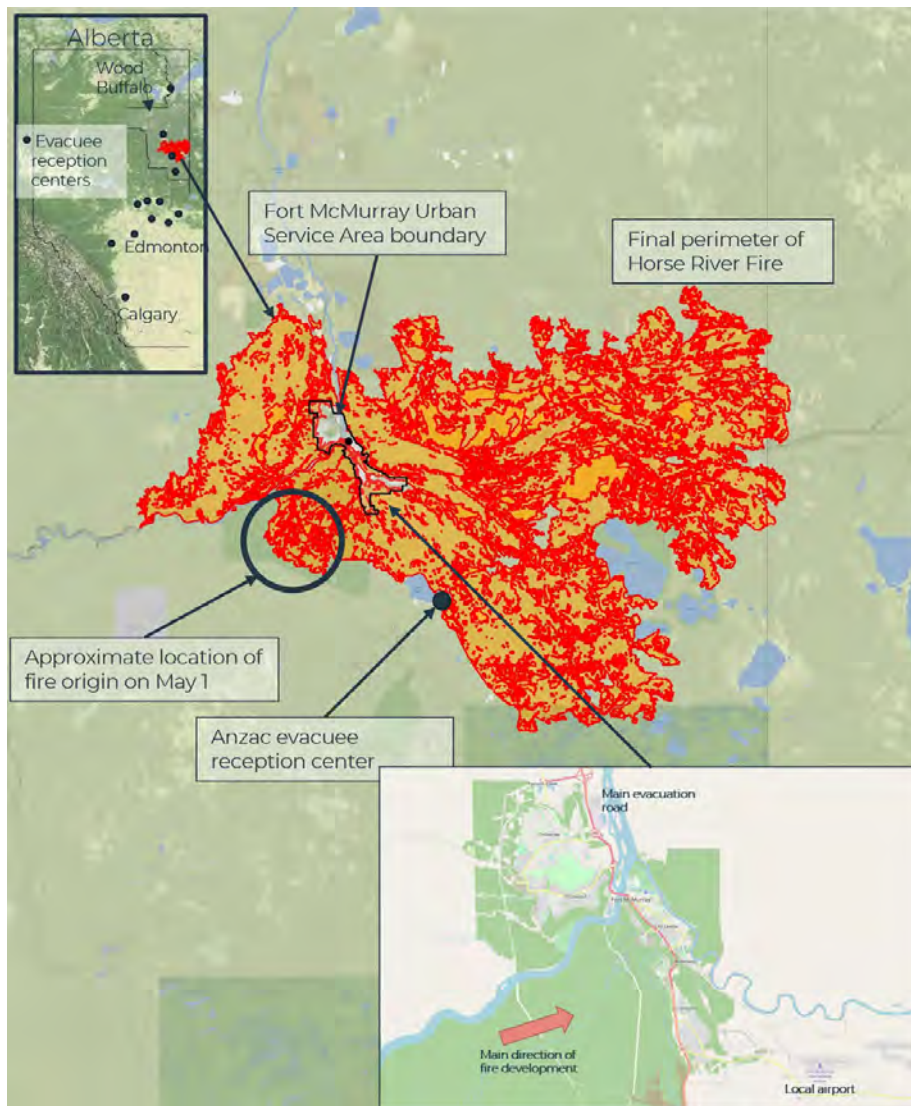 Alberta
Wood
Buffalo
Evacuee
reception
centers
Edmonton
Calgary
Fort McMurray Urban
Service Area boundary
Final perimeter of
Horse River Fire
Approximate location of
fire origin on May 1
Anzac evacuee
reception center
Main evacuation
road
Main direction of
fire development
Local airport